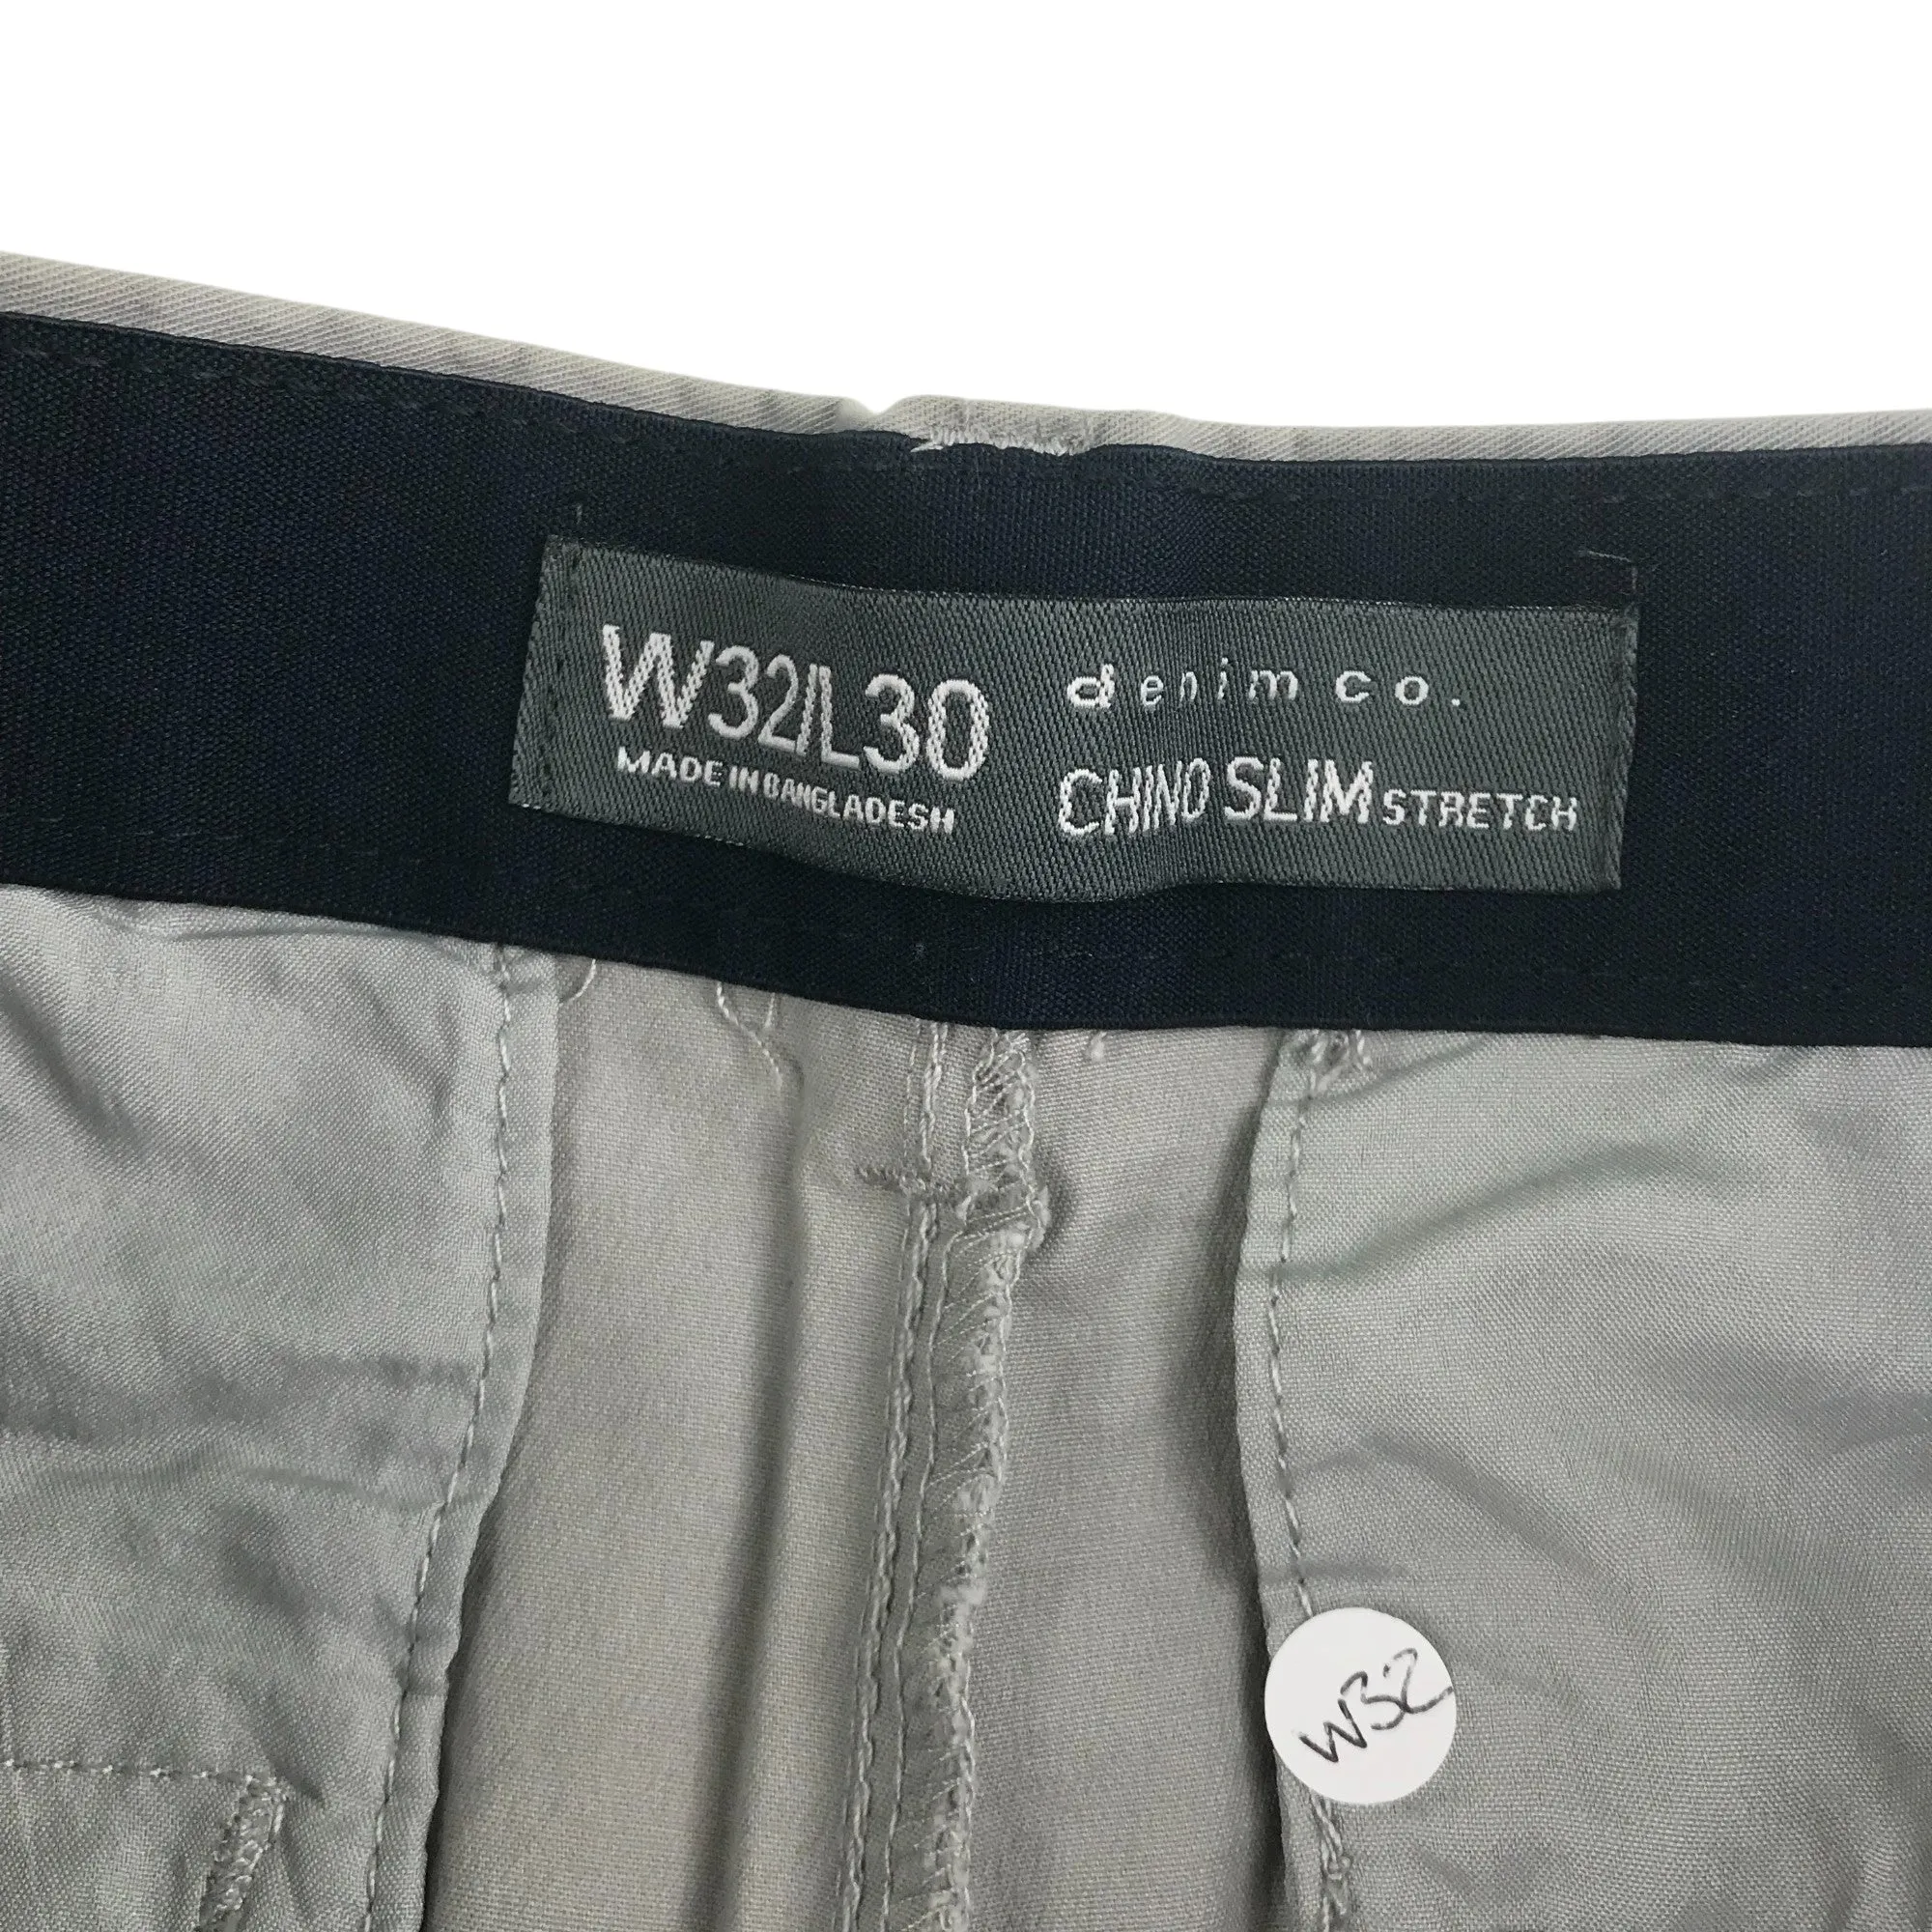 W32/L30
MADE IN BANGLADESH
denim co.
CHINO SLIM STRETCH
W32